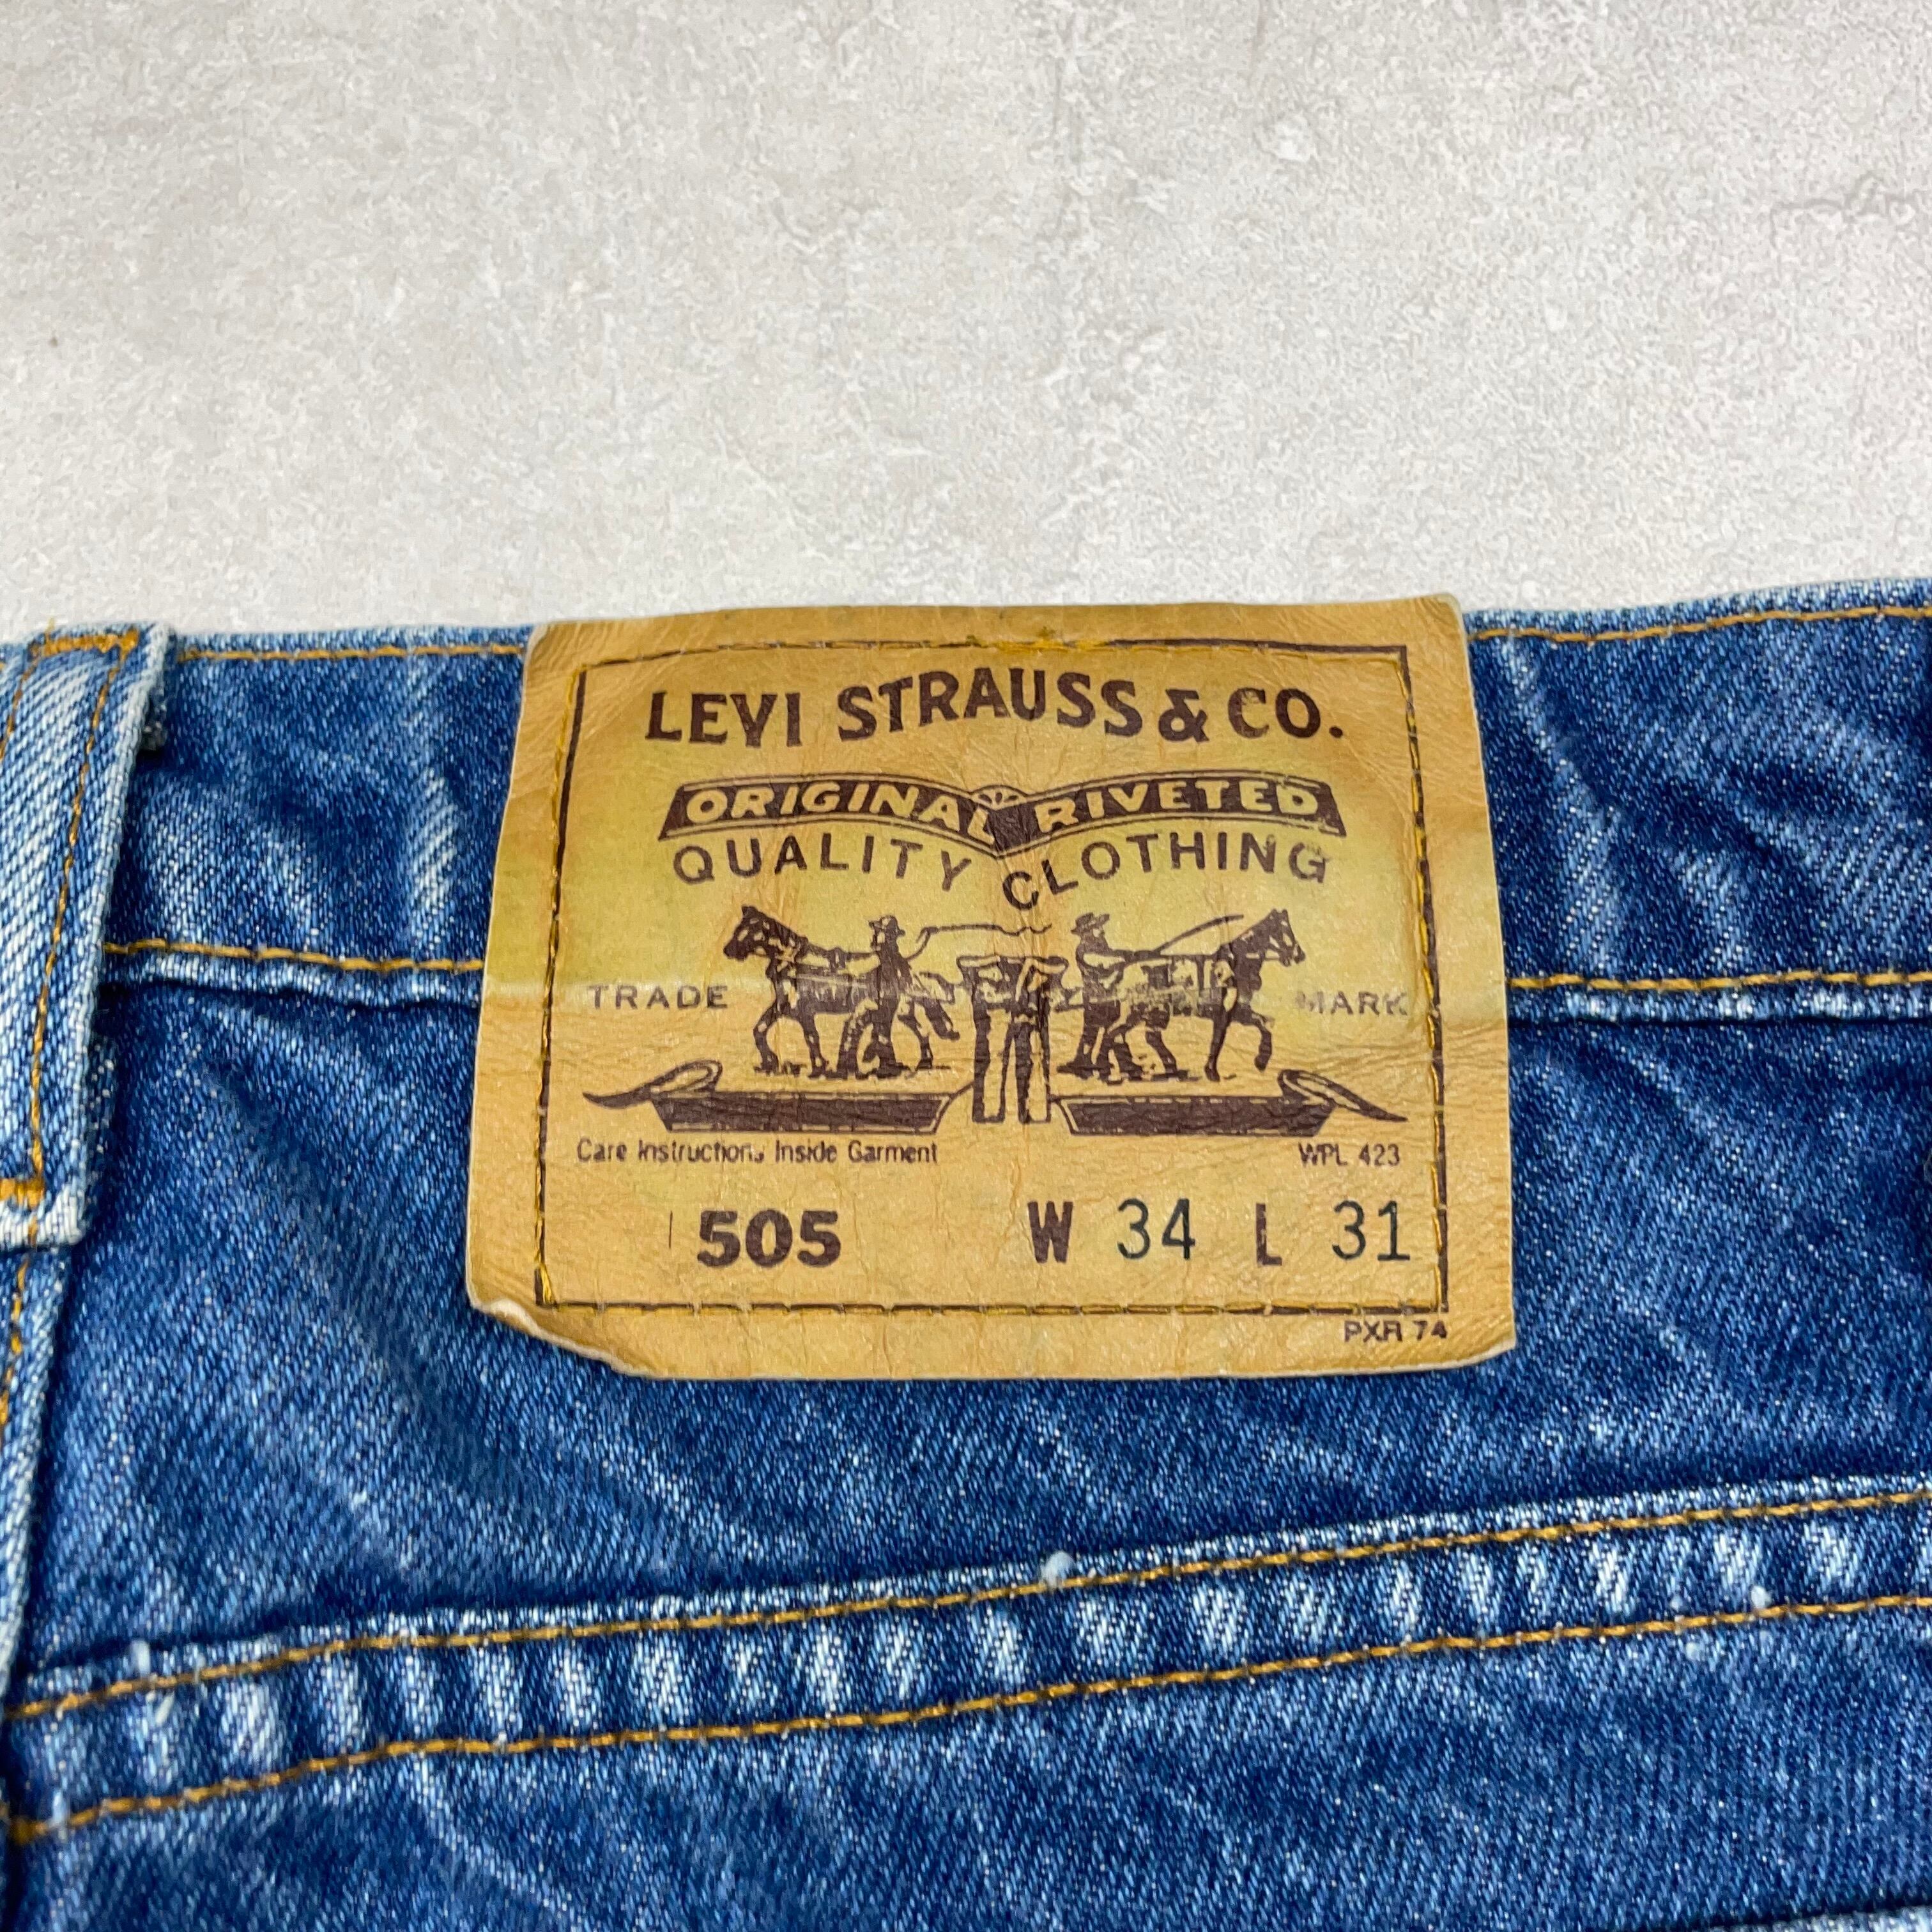 LEVI STRAUSS & CO.
ORIGINAL RIVETED
QUALITY CLOTHING
TRADE MARK
Care Instructions Inside Garment WPL 423
505 W 34 L 31
PXR 74